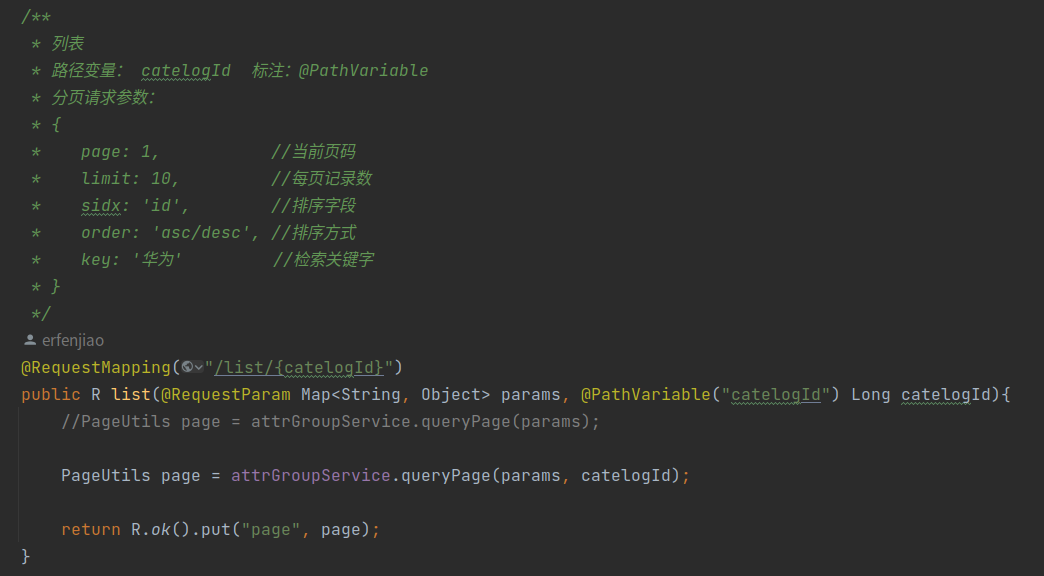 /**
 * 列表
 * 路径变量： catelogId  标注：@PathVariable
 * 分页请求参数：
 * {
 *    page: 1,           //当前页码
 *    limit: 10,         //每页记录数
 *    sidx: 'id',        //排序字段
 *    order: 'asc/desc', //排序方式
 *    key: '华为'         //检索关键字
 * }
 */
erfenjiao
@RequestMapping("/list/{catelogId}")
public R list(@RequestParam Map<String, Object> params, @PathVariable("catelogId") Long catelogId){
    //PageUtils page = attrGroupService.queryPage(params);
    PageUtils page = attrGroupService.queryPage(params, catelogId);
    return R.ok().put("page", page);
}